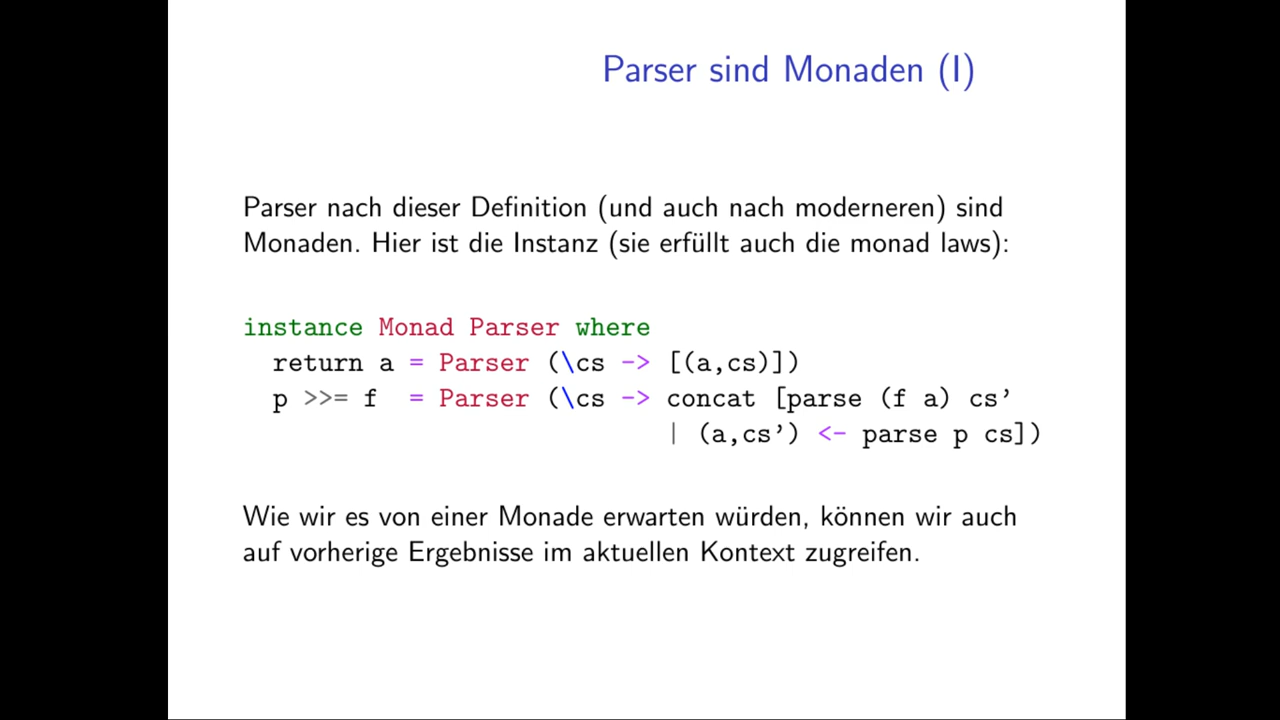 Parser sind Monaden (I)
Parser nach dieser Definition (und auch nach moderneren) sind
Monaden. Hier ist die Instanz (sie erfüllt auch die monad laws):
instance Monad Parser where
  return a = Parser (\cs -> [(a,cs)])
  p >>= f  = Parser (\cs -> concat [parse (f a) cs’
                            | (a,cs’) <- parse p cs])
Wie wir es von einer Monade erwarten würden, können wir auch
auf vorherige Ergebnisse im aktuellen Kontext zugreifen.